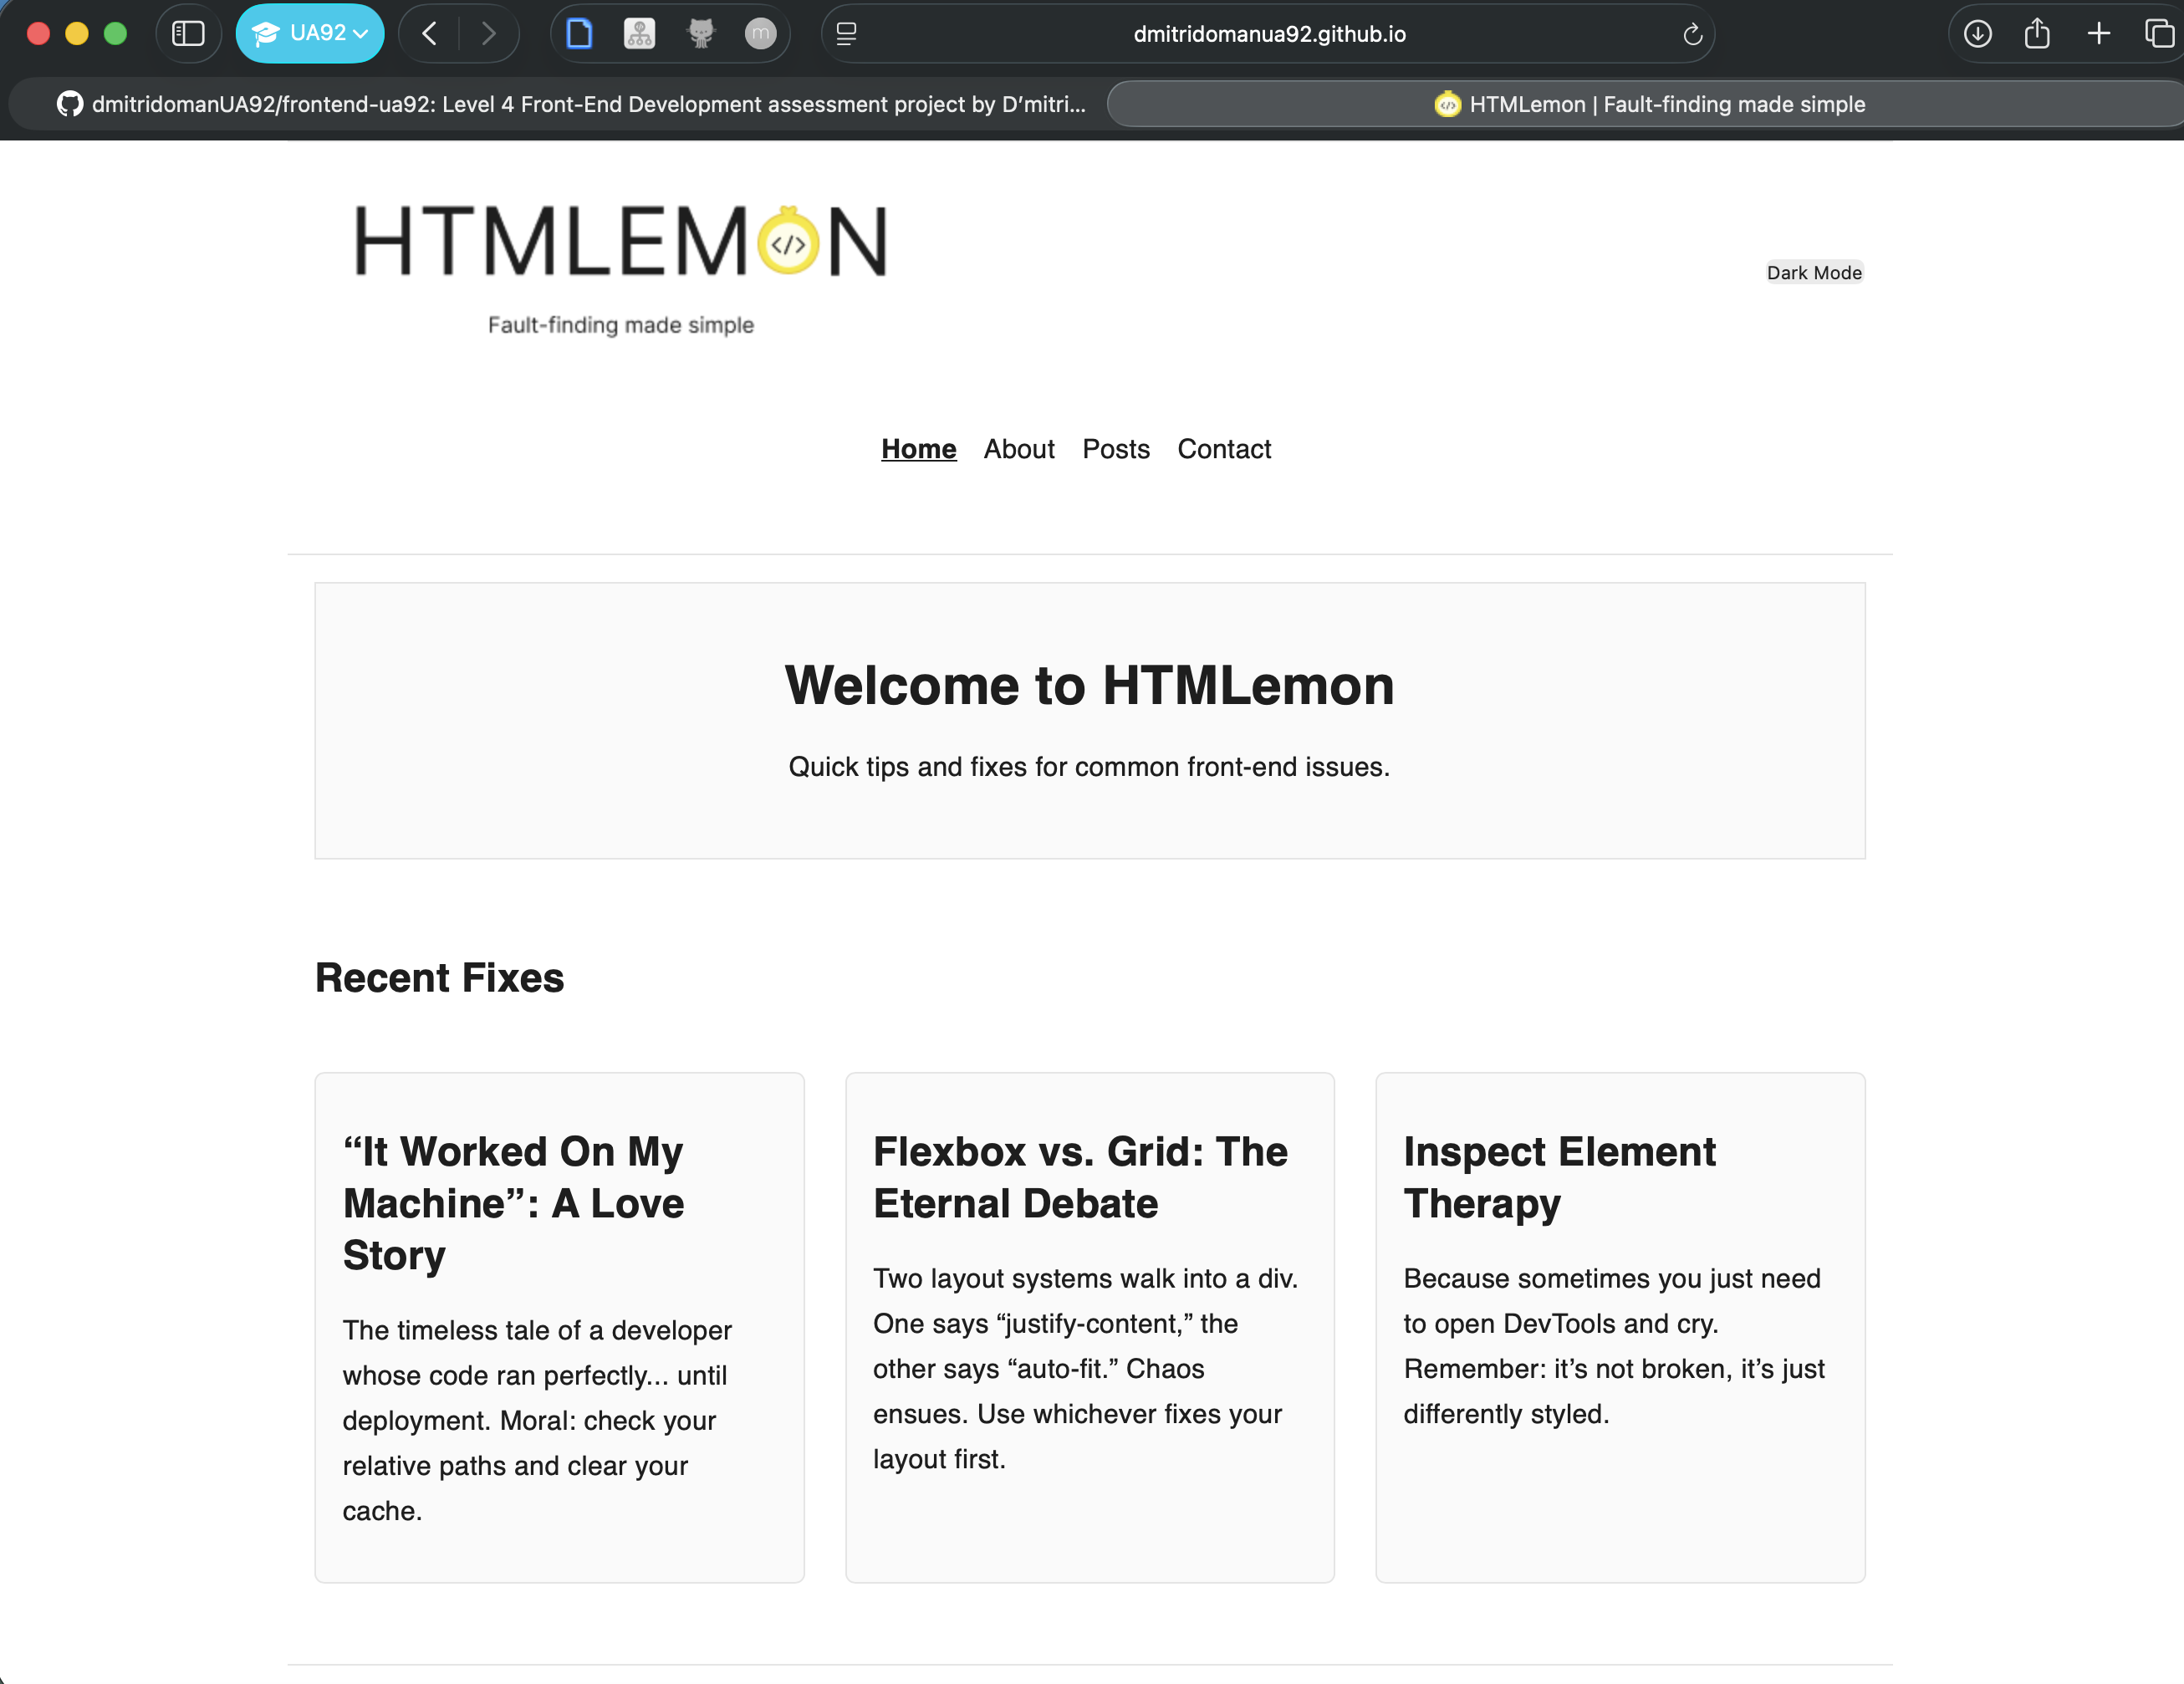 UA92
m
dmitridomanua92.github.io
dmitridomanUA92/frontend-ua92: Level 4 Front-End Development assessment project by D’mitri...
</> HTMLemon | Fault-finding made simple
HTMLEM</>N
Fault-finding made simple
Dark Mode
Home About Posts Contact
Welcome to HTMLemon
Quick tips and fixes for common front-end issues.
Recent Fixes
“It Worked On My
Machine”: A Love
Story
The timeless tale of a developer
whose code ran perfectly... until
deployment. Moral: check your
relative paths and clear your
cache.
Flexbox vs. Grid: The
Eternal Debate
Two layout systems walk into a div.
One says “justify-content,” the
other says “auto-fit.” Chaos
ensues. Use whichever fixes your
layout first.
Inspect Element
Therapy
Because sometimes you just need
to open DevTools and cry.
Remember: it’s not broken, it’s just
differently styled.